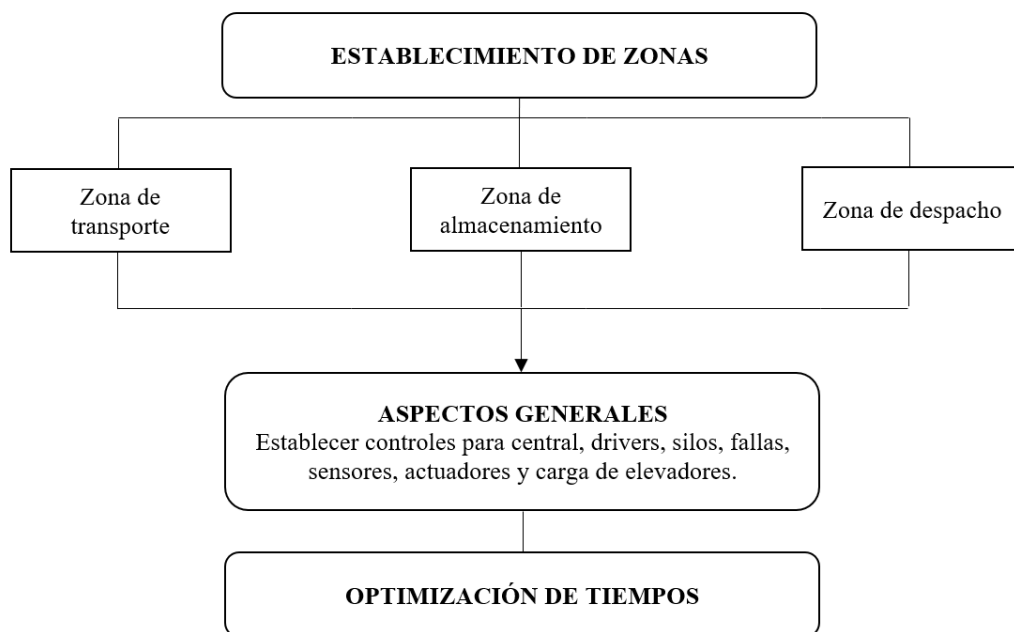 ESTABLECIMIENTO DE ZONAS
Zona de
transporte
Zona de
almacenamiento
Zona de despacho
ASPECTOS GENERALES
Establecer controles para central, drivers, silos, fallas,
sensores, actuadores y carga de elevadores.
OPTIMIZACIÓN DE TIEMPOS